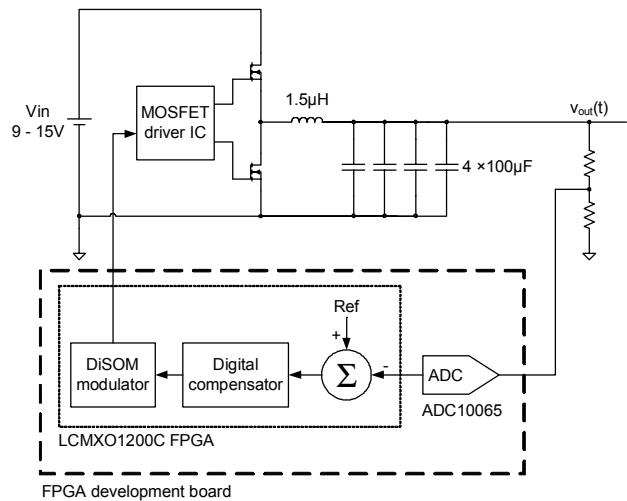 Vin
9 - 15V
MOSFET
driver IC
1.5µH
4 ×100µF
vout(t)
Ref
+
-
Σ
DiSOM
modulator
Digital
compensator
ADC
ADC10065
LCMXO1200C FPGA
FPGA development board